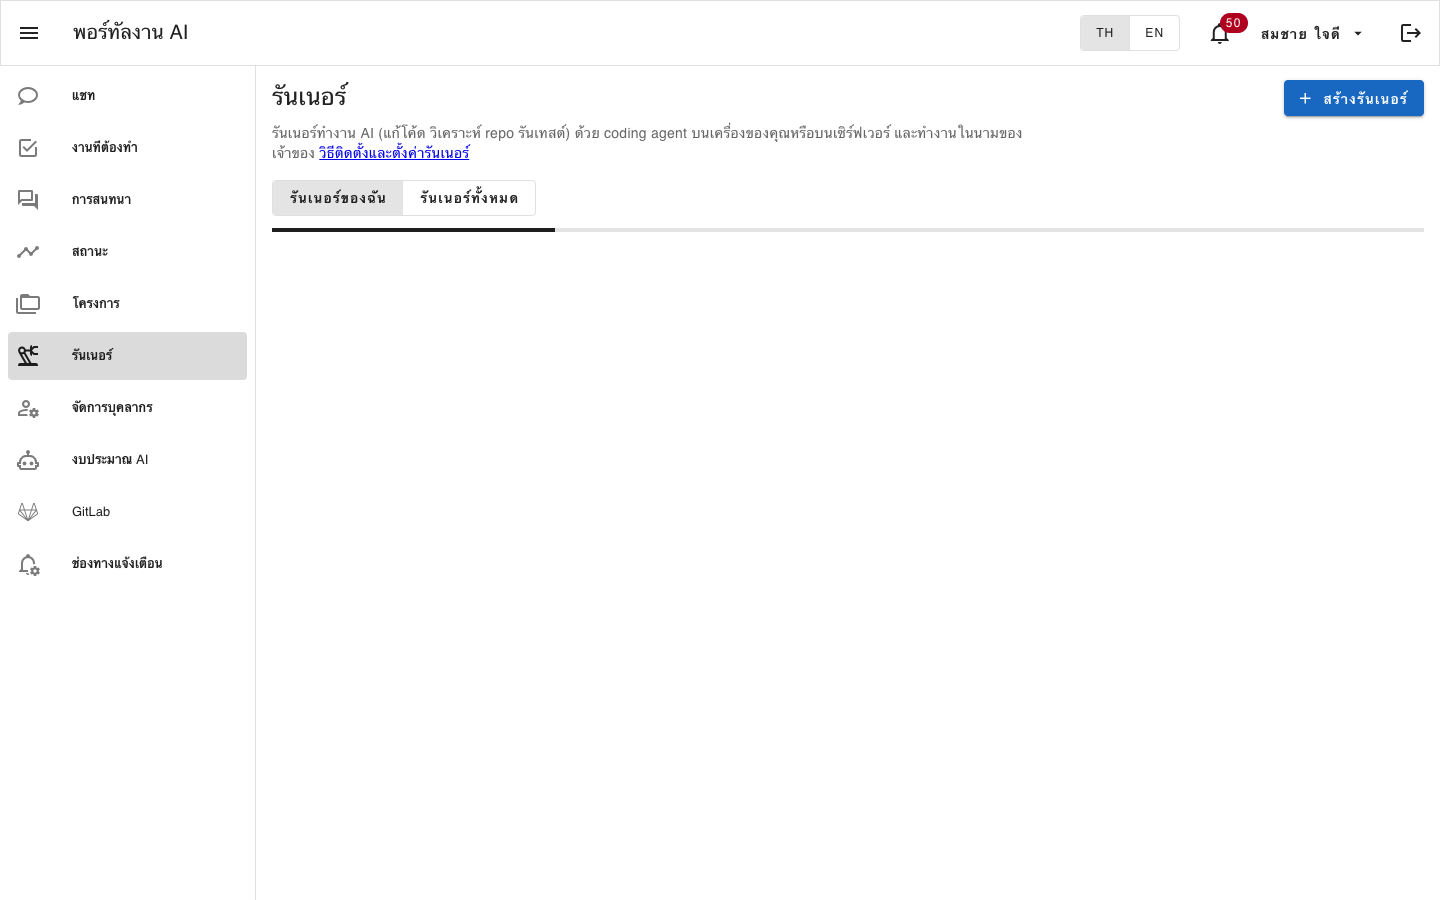 พอร์ทัลงาน AI
TH
EN
50
สมชาย ใจดี
แชท
งานที่ต้องทำ
การสนทนา
สถานะ
โครงการ
รันเนอร์
จัดการบุคลากร
งบประมาณ AI
GitLab
ช่องทางแจ้งเตือน
รันเนอร์
สร้างรันเนอร์
รันเนอร์ทำงาน AI (แก้โค้ด วิเคราะห์ repo รันเทสต์) ด้วย coding agent บนเครื่องของคุณหรือบนเซิร์ฟเวอร์ และทำงานในนามของ
เจ้าของ วิธีติดตั้งและตั้งค่ารันเนอร์
รันเนอร์ของฉัน
รันเนอร์ทั้งหมด